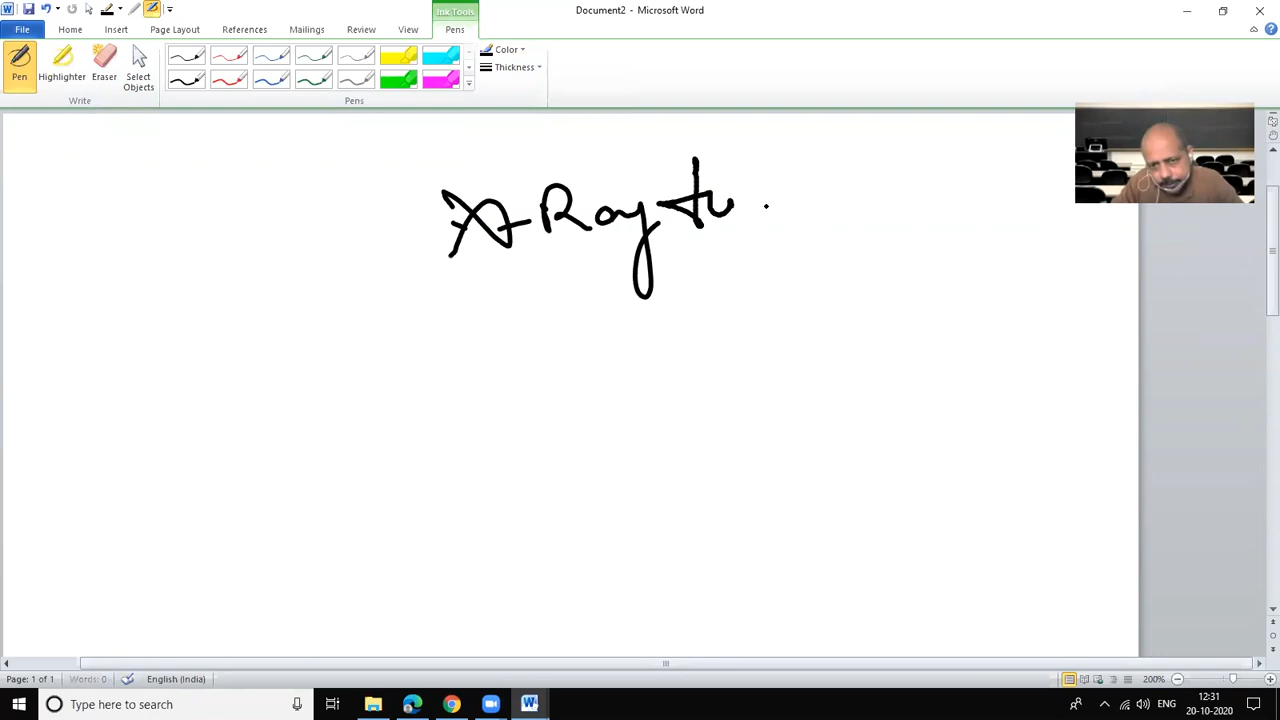 Document2 - Microsoft Word
Ink Tools
File Home Insert Page Layout References Mailings Review View Pens
Pen Highlighter Eraser Select Objects
Color
Thickness
Write Pens
X-Ray tu
Page: 1 of 1 Words: 0 English (India) 200%
Type here to search
ENG
12:31
20-10-2020